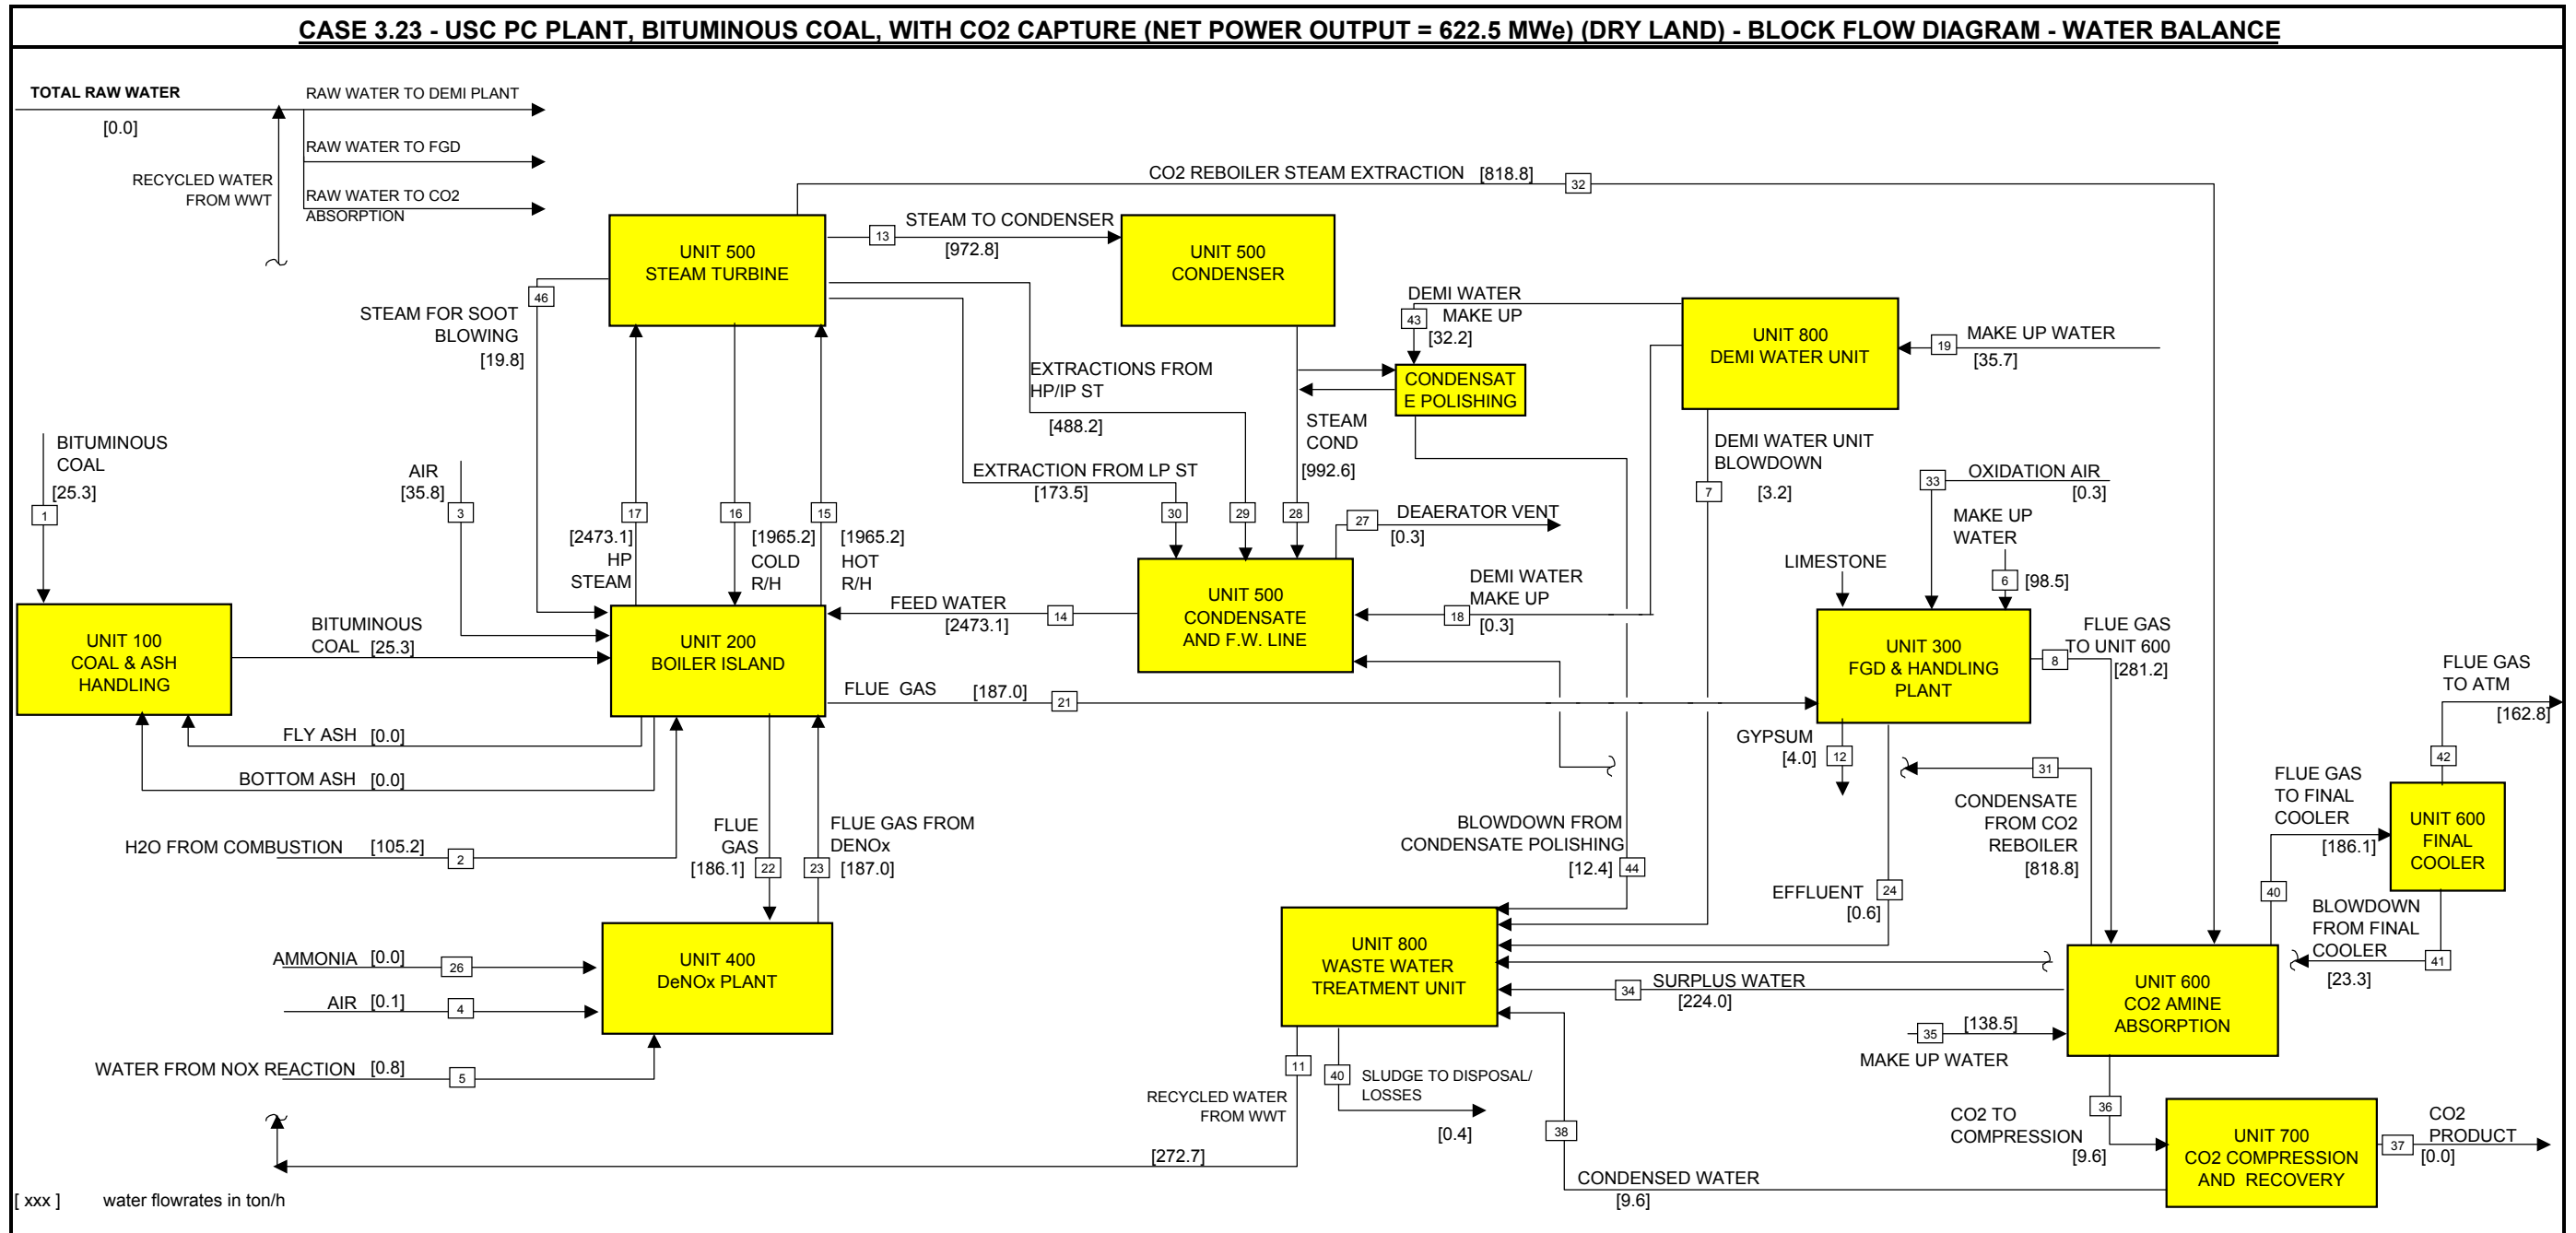 CASE 3.23 - USC PC PLANT, BITUMINOUS COAL, WITH CO2 CAPTURE (NET POWER OUTPUT = 622.5 MWe) (DRY LAND) - BLOCK FLOW DIAGRAM - WATER BALANCE
TOTAL RAW WATER
[0.0]
RAW WATER TO DEMI PLANT
RAW WATER TO FGD
RAW WATER TO CO2
ABSORPTION
RECYCLED WATER
FROM WWT
CO2 REBOILER STEAM EXTRACTION [818.8]
32
UNIT 500
STEAM TURBINE
13
STEAM TO CONDENSER
[972.8]
UNIT 500
CONDENSER
46
STEAM FOR SOOT
BLOWING
[19.8]
DEMI WATER
MAKE UP
43
[32.2]
UNIT 800
DEMI WATER UNIT
19
MAKE UP WATER
[35.7]
EXTRACTIONS FROM
HP/IP ST
[488.2]
CONDENSAT
E POLISHING
STEAM
COND
[992.6]
EXTRACTION FROM LP ST
[173.5]
BITUMINOUS
COAL
[25.3]
1
AIR
[35.8]
3
17
[2473.1]
HP
STEAM
16
[1965.2]
COLD
R/H
15
[1965.2]
HOT
R/H
30
29
28
27
DEAERATOR VENT
[0.3]
DEMI WATER UNIT
BLOWDOWN
7
[3.2]
33
OXIDATION AIR
[0.3]
MAKE UP
WATER
6
[98.5]
LIMESTONE
UNIT 100
COAL & ASH
HANDLING
BITUMINOUS
COAL [25.3]
UNIT 200
BOILER ISLAND
FEED WATER
[2473.1]
14
UNIT 500
CONDENSATE
AND F.W. LINE
DEMI WATER
MAKE UP
18
[0.3]
UNIT 300
FGD & HANDLING
PLANT
FLUE GAS
TO UNIT 600
8
[281.2]
FLUE GAS
TO ATM
[162.8]
FLUE GAS [187.0]
21
FLY ASH [0.0]
BOTTOM ASH [0.0]
GYPSUM
[4.0]
12
31
42
CONDENSATE
FROM CO2
REBOILER
[818.8]
FLUE GAS
TO FINAL
COOLER
[186.1]
UNIT 600
FINAL
COOLER
H2O FROM COMBUSTION [105.2]
2
FLUE
GAS
[186.1]
22
FLUE GAS FROM
DENOx
23
[187.0]
BLOWDOWN FROM
CONDENSATE POLISHING
[12.4]
44
EFFLUENT
24
[0.6]
40
BLOWDOWN
FROM FINAL
COOLER
41
[23.3]
AMMONIA [0.0]
26
AIR [0.1]
4
UNIT 400
DeNOx PLANT
UNIT 800
WASTE WATER
TREATMENT UNIT
34
SURPLUS WATER
[224.0]
UNIT 600
CO2 AMINE
ABSORPTION
35
[138.5]
MAKE UP WATER
WATER FROM NOX REACTION [0.8]
5
11
RECYCLED WATER
FROM WWT
40
SLUDGE TO DISPOSAL/
LOSSES
[0.4]
38
36
CO2 TO
COMPRESSION
[9.6]
UNIT 700
CO2 COMPRESSION
AND RECOVERY
37
CO2
PRODUCT
[0.0]
[272.7]
CONDENSED WATER
[9.6]
[ xxx ] water flowrates in ton/h